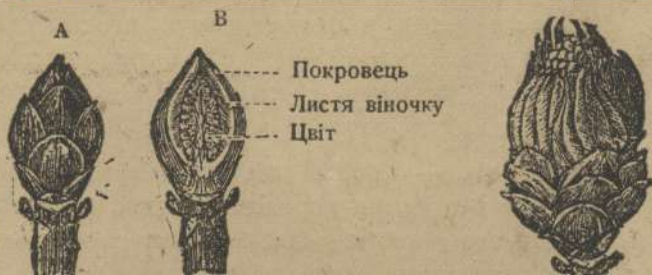 А
В
Покровець
Листя віночку
Цвіт